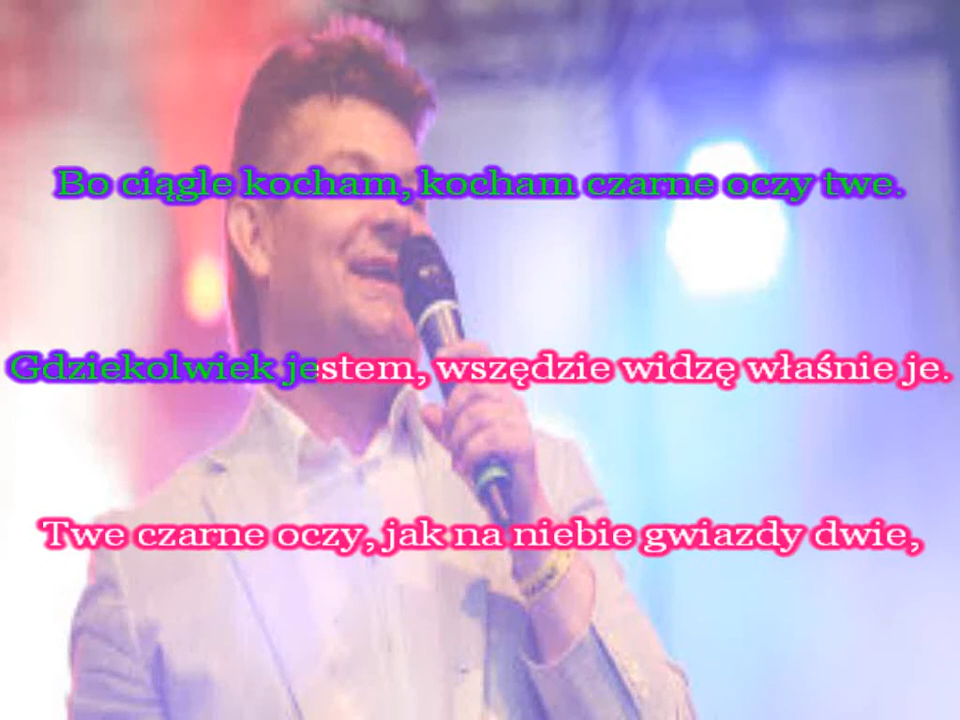 Bo ciągle kocham, kocham czarne oczy twe.
Gdziekolwiek jestem, wszędzie widzę właśnie je.
Twe czarne oczy, jak na niebie gwiazdy dwie,